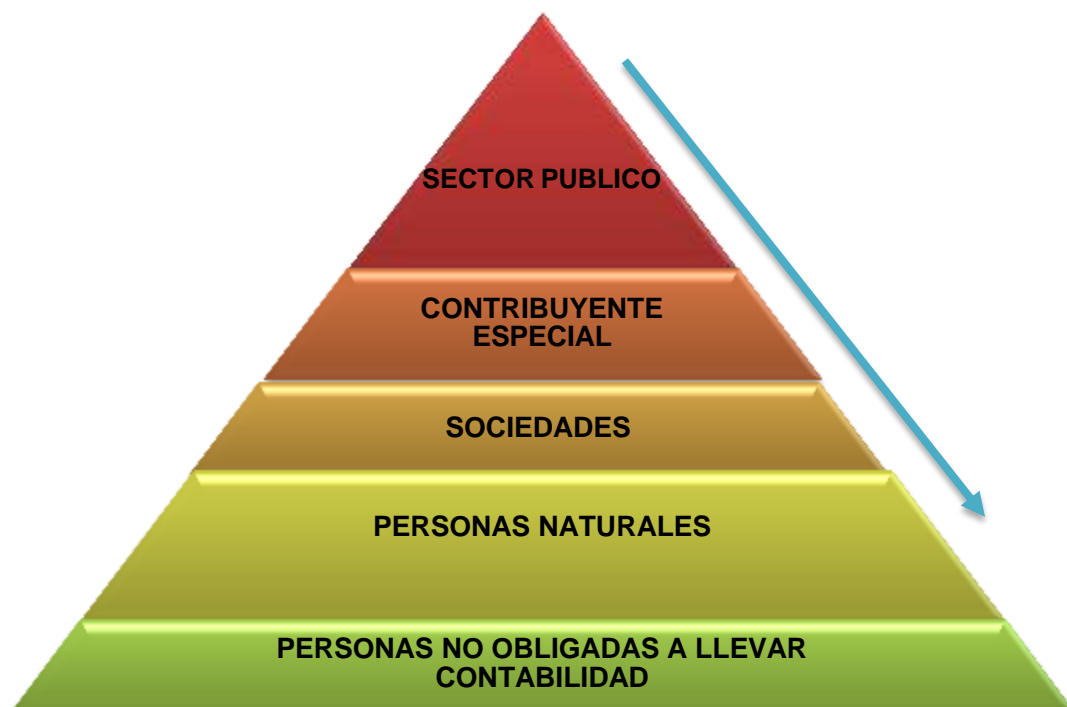 SECTOR PUBLICO
CONTRIBUYENTE
ESPECIAL
SOCIEDADES
PERSONAS NATURALES
PERSONAS NO OBLIGADAS A LLEVAR
CONTABILIDAD